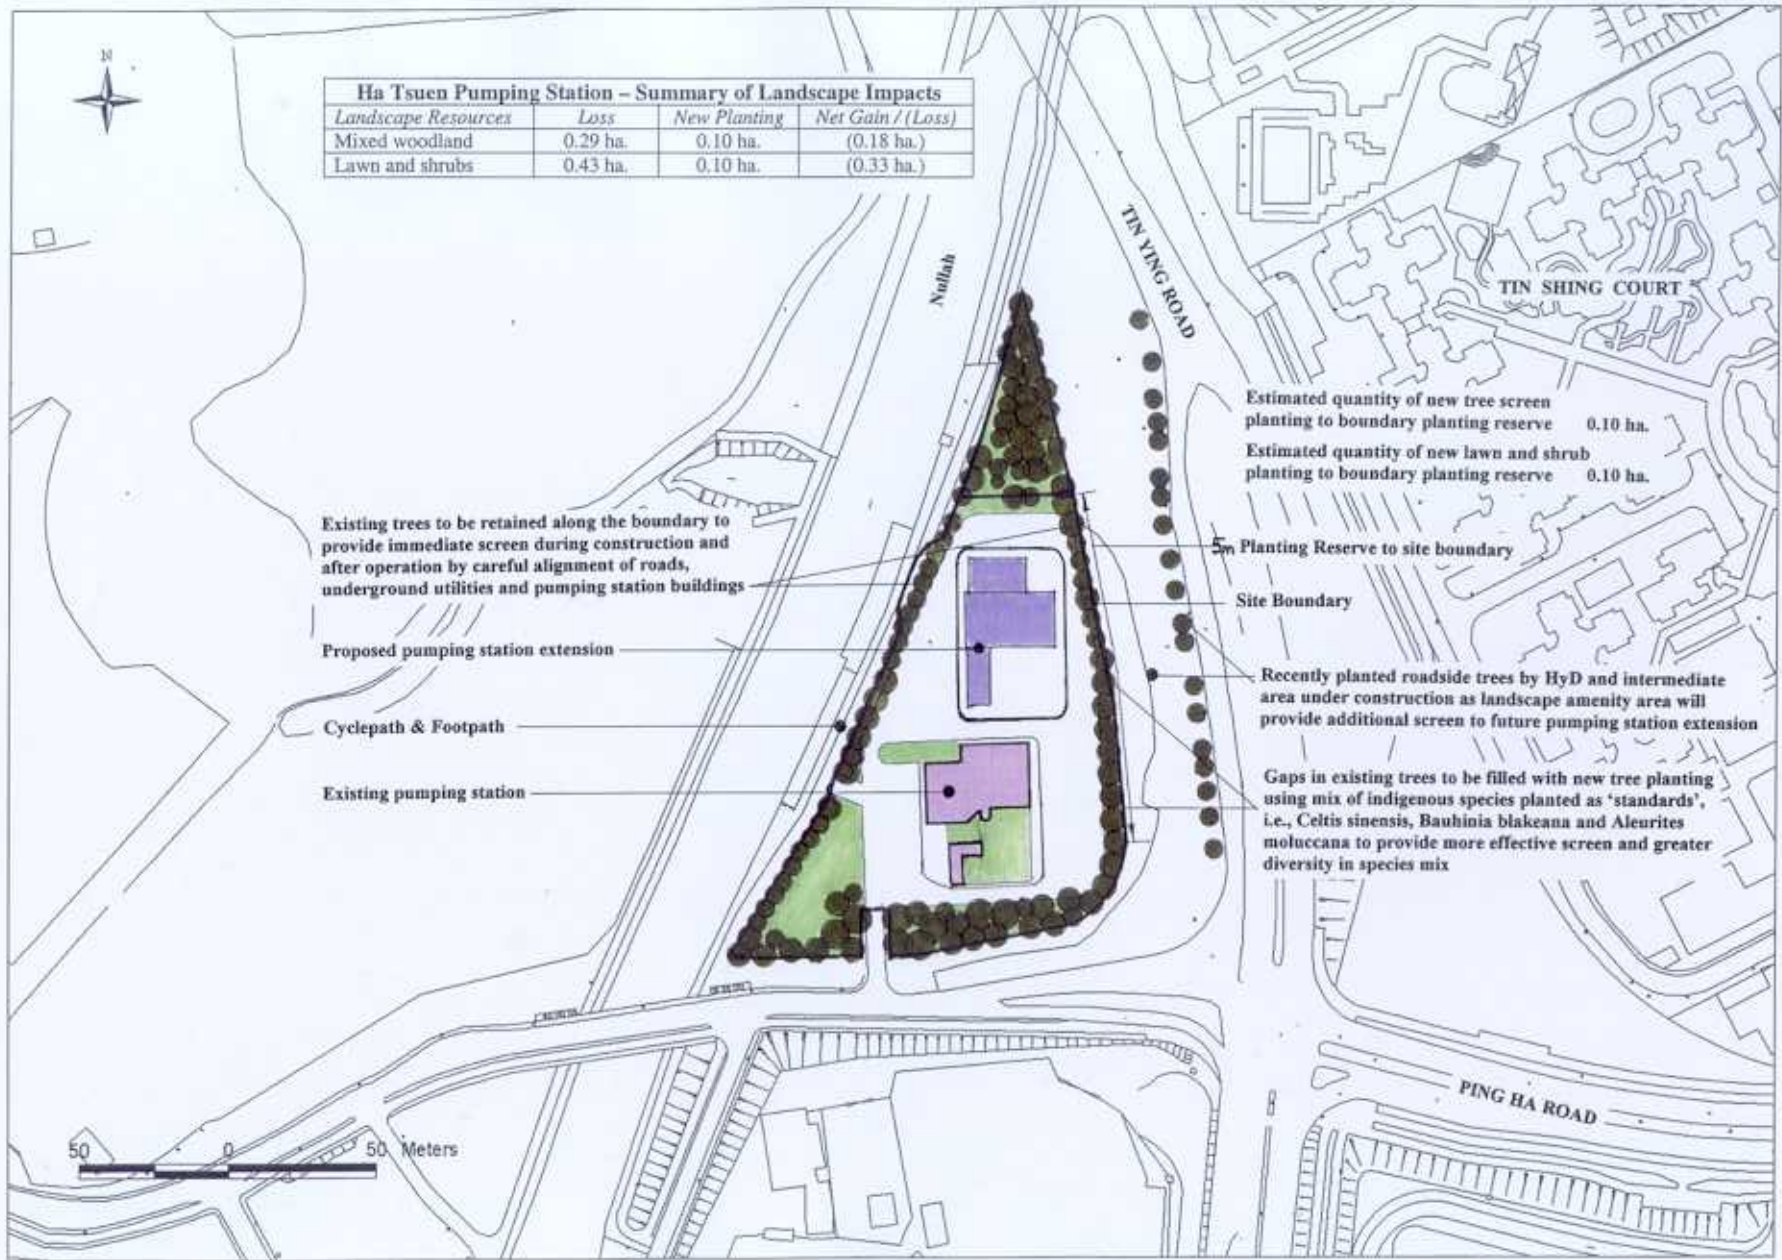 N
Ha Tsuen Pumping Station – Summary of Landscape Impacts
Landscape Resources Loss New Planting Net Gain / (Loss)
Mixed woodland 0.29 ha. 0.10 ha. (0.18 ha.)
Lawn and shrubs 0.43 ha. 0.10 ha. (0.33 ha.)
Nullah
TIN YING ROAD
TIN SHING COURT
Estimated quantity of new tree screen
planting to boundary planting reserve 0.10 ha.
Estimated quantity of new lawn and shrub
planting to boundary planting reserve 0.10 ha.
Existing trees to be retained along the boundary to
provide immediate screen during construction and
after operation by careful alignment of roads,
underground utilities and pumping station buildings
5m Planting Reserve to site boundary
Site Boundary
Proposed pumping station extension
Recently planted roadside trees by HyD and intermediate
area under construction as landscape amenity area will
provide additional screen to future pumping station extension
Cyclepath & Footpath
Existing pumping station
Gaps in existing trees to be filled with new tree planting
using mix of indigenous species planted as ‘standards’,
i.e., Celtis sinensis, Bauhinia blakeana and Aleurites
moluccana to provide more effective screen and greater
diversity in species mix
PING HA ROAD
50 0 50 Meters